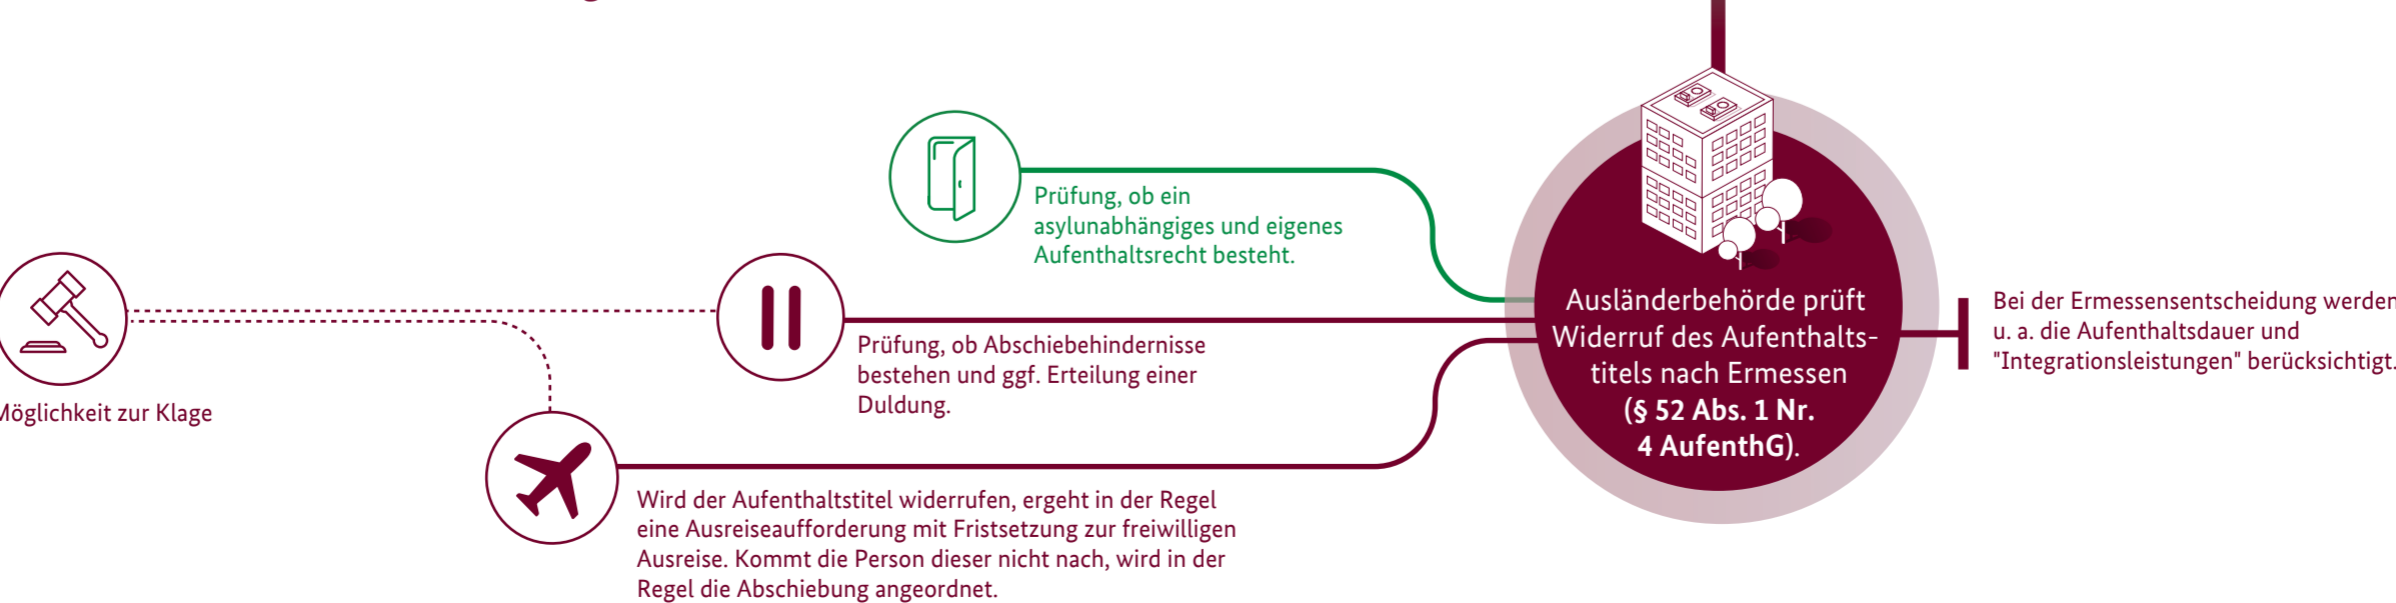 Prüfung, ob ein
asylunabhängiges und eigenes
Aufenthaltsrecht besteht.
Ausländerbehörde prüft
Widerruf des Aufenthalts-
titels nach Ermessen
(§ 52 Abs. 1 Nr.
4 AufenthG).
Bei der Ermessensentscheidung werden
u. a. die Aufenthaltsdauer und
"Integrationsleistungen" berücksichtigt.
Prüfung, ob Abschiebehindernisse
bestehen und ggf. Erteilung einer
Duldung.
Möglichkeit zur Klage
Wird der Aufenthaltstitel widerrufen, ergeht in der Regel
eine Ausreiseaufforderung mit Fristsetzung zur freiwilligen
Ausreise. Kommt die Person dieser nicht nach, wird in der
Regel die Abschiebung angeordnet.